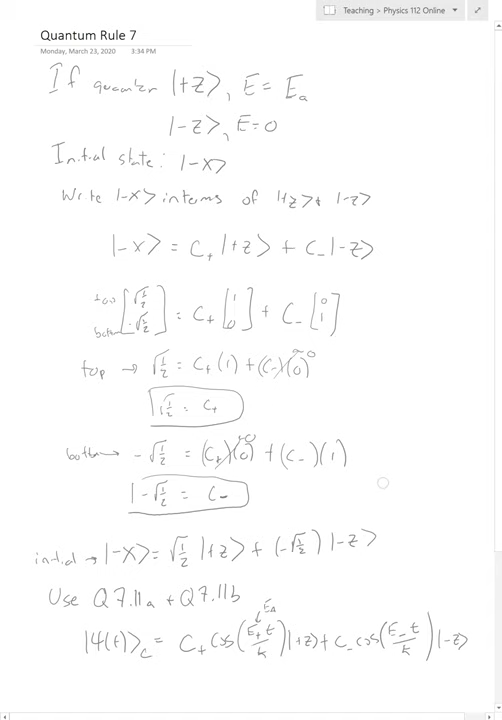 Teaching > Physics 112 Online
Quantum Rule 7
Monday, March 23, 2020 3:34 PM
If quanton |+z>, E = Ea
|-z>, E=0
Initial state: |-x>
Write |-x> in terms of |+z> + |-z>
|-x> = C+ |+z> + C- |-z>
top [√½] = C+ [1] + C- [0]
bottom [-√½] [0] [1]
top → √½ = C+ (1) + (C-)(0) →0
√½ = C+
bottom → -√½ = (C+)(0) →0 + (C-)(1)
-√½ = C-
initial → |-x> = √½ |+z> + (-√½) |-z>
Use Q7.11a + Q7.11b
↓ EA
|ψ(t)>c = C+ cos(E+t/ħ)|+z> + C- cos(E-t/ħ)|-z>